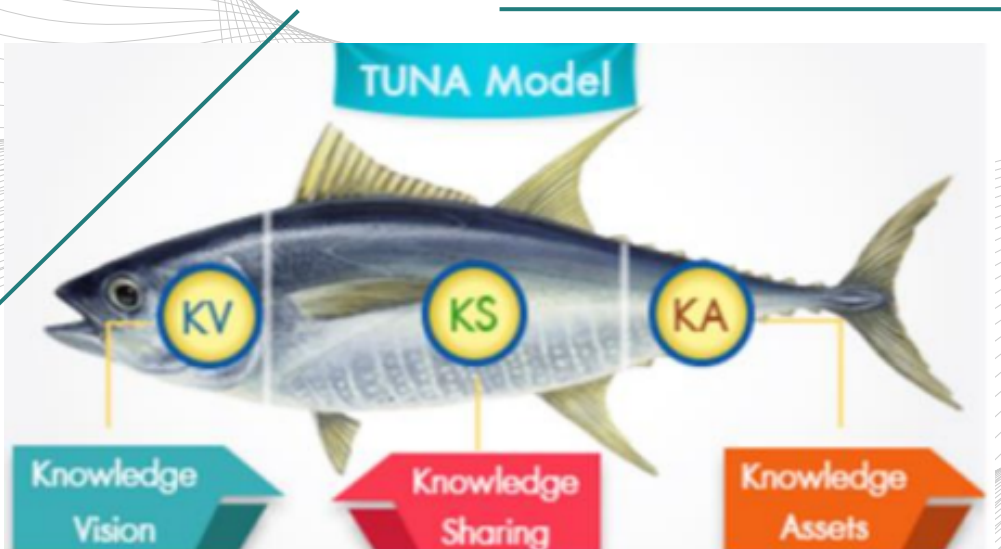 TUNA Model
KV
KS
KA
Knowledge
Vision
Knowledge
Sharing
Knowledge
Assets